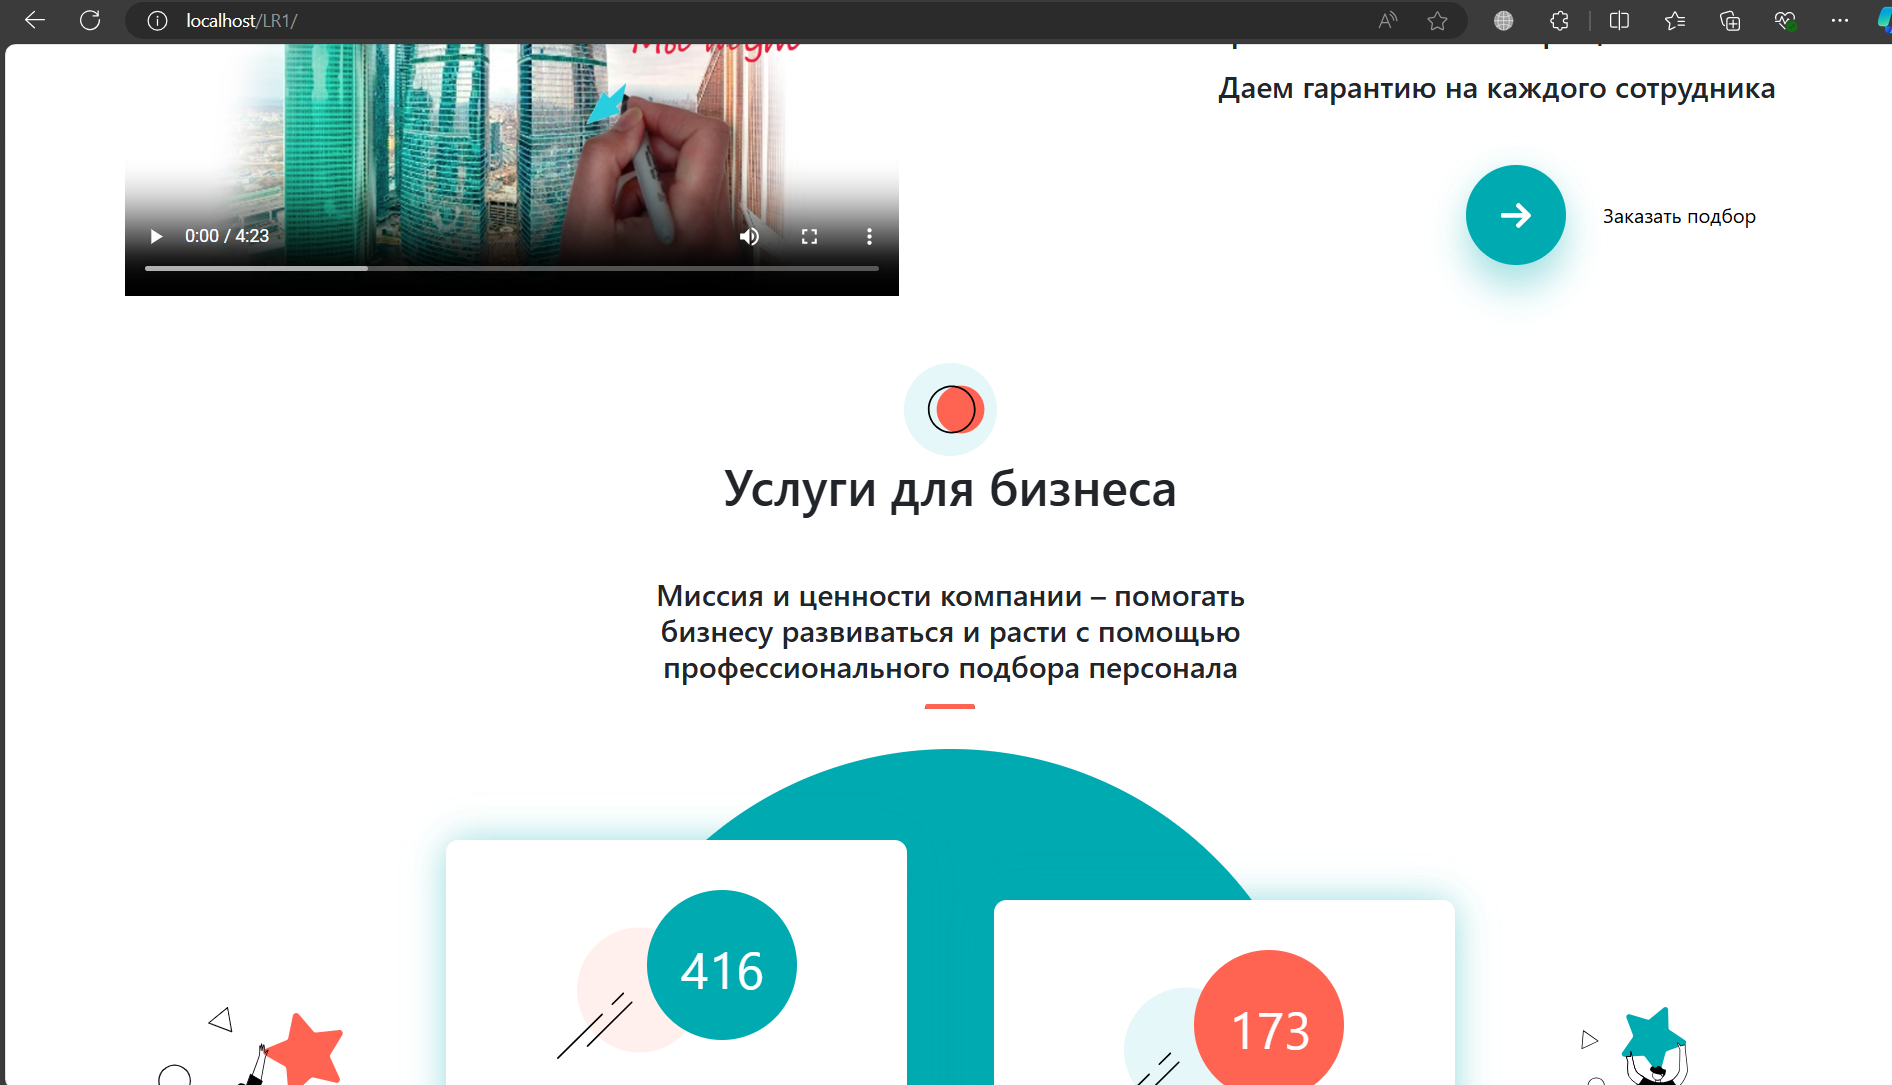 localhost/LR1/
Даем гарантию на каждого сотрудника
0:00 / 4:23
Заказать подбор
Услуги для бизнеса
Миссия и ценности компании – помогать
бизнесу развиваться и расти с помощью
профессионального подбора персонала
416
173